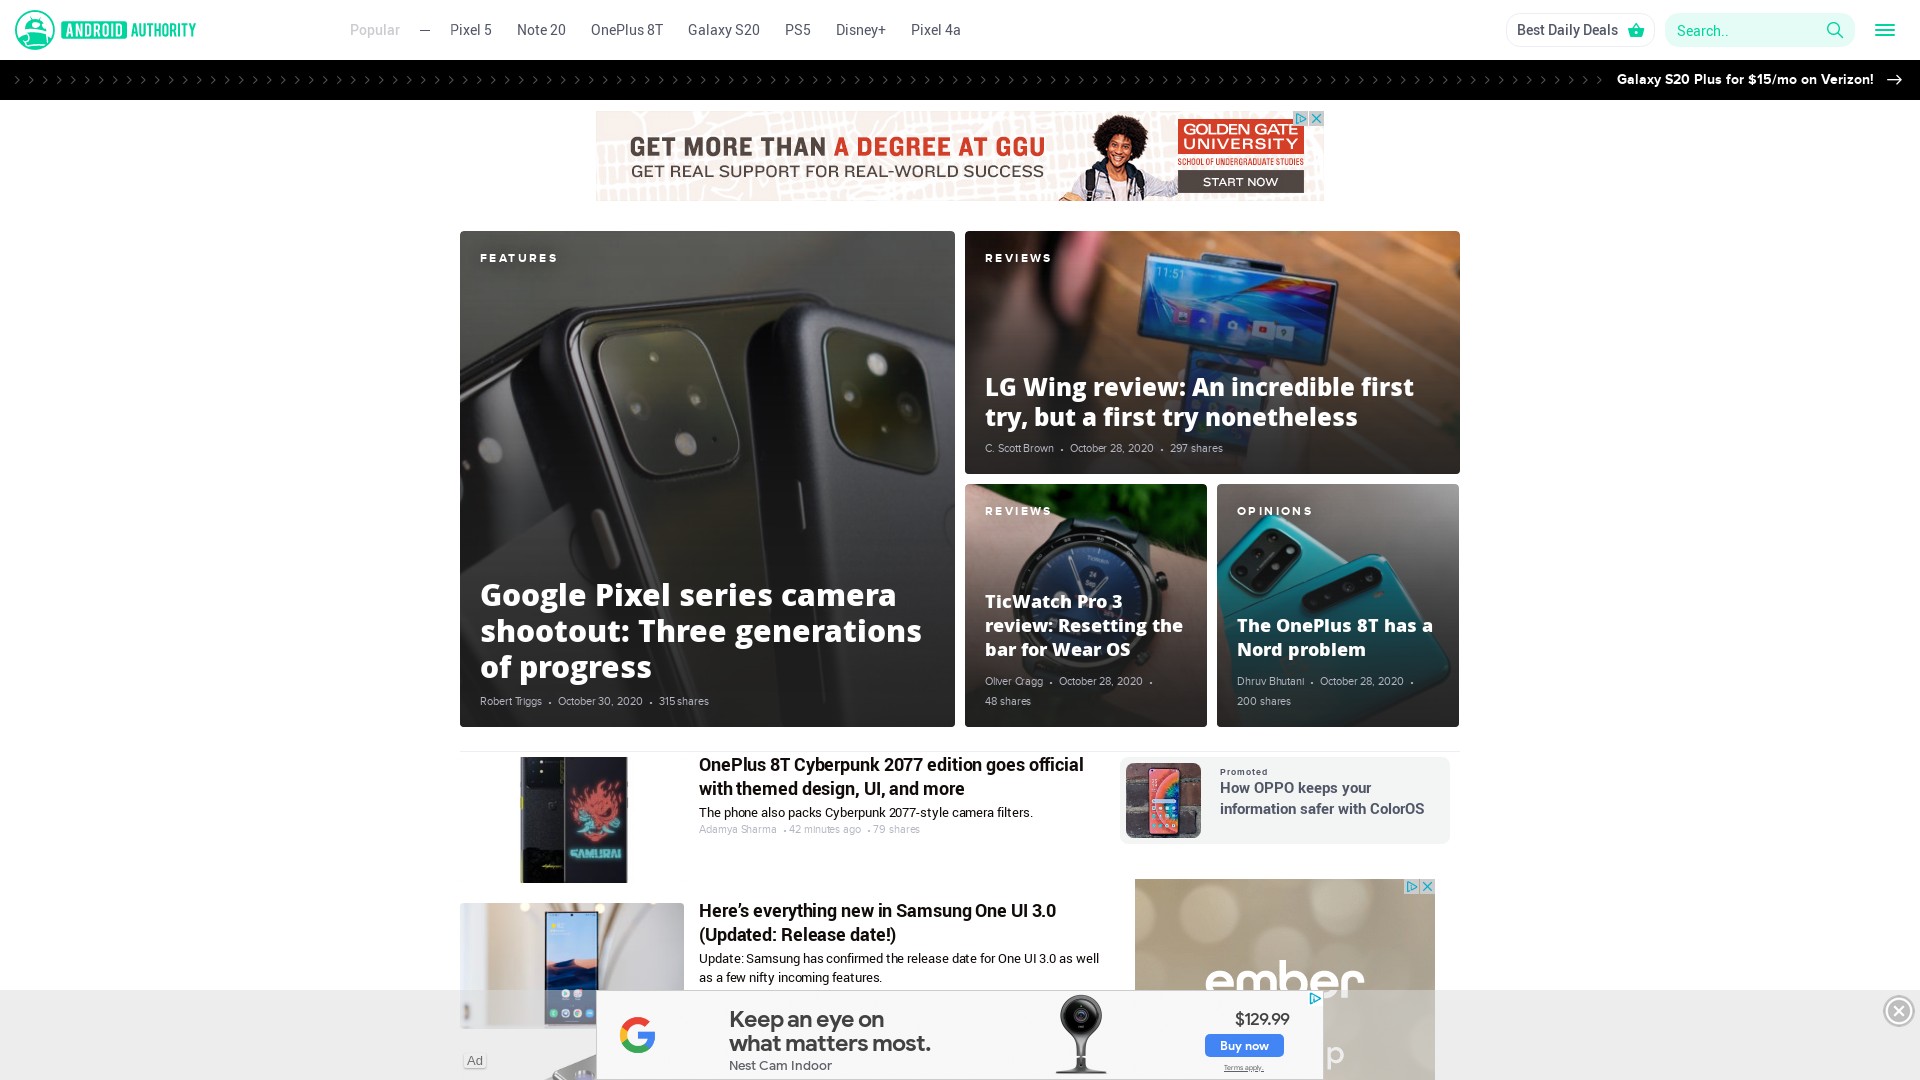 ANDROID AUTHORITY
Popular — Pixel 5 Note 20 OnePlus 8T Galaxy S20 PS5 Disney+ Pixel 4a
Best Daily Deals
Search..
Galaxy S20 Plus for $15/mo on Verizon! →
GET MORE THAN A DEGREE AT GGU
GET REAL SUPPORT FOR REAL-WORLD SUCCESS
GOLDEN GATE
UNIVERSITY
SCHOOL OF UNDERGRADUATE STUDIES
START NOW
FEATURES
Google Pixel series camera
shootout: Three generations
of progress
Robert Triggs • October 30, 2020 • 315 shares
REVIEWS
11:51
LG Wing review: An incredible first
try, but a first try nonetheless
C. Scott Brown • October 28, 2020 • 297 shares
REVIEWS
TicWatch Pro 3
review: Resetting the
bar for Wear OS
Oliver Cragg • October 28, 2020 •
48 shares
OPINIONS
The OnePlus 8T has a
Nord problem
Dhruv Bhutani • October 28, 2020 •
200 shares
SAMURAI
OnePlus 8T Cyberpunk 2077 edition goes official
with themed design, UI, and more
The phone also packs Cyberpunk 2077-style camera filters.
Adamya Sharma • 42 minutes ago • 79 shares
Promoted
How OPPO keeps your
information safer with ColorOS
Here’s everything new in Samsung One UI 3.0
(Updated: Release date!)
Update: Samsung has confirmed the release date for One UI 3.0 as well
as a few nifty incoming features.
ember
Ad
Keep an eye on
what matters most.
Nest Cam Indoor
$129.99
Buy now
Terms apply.